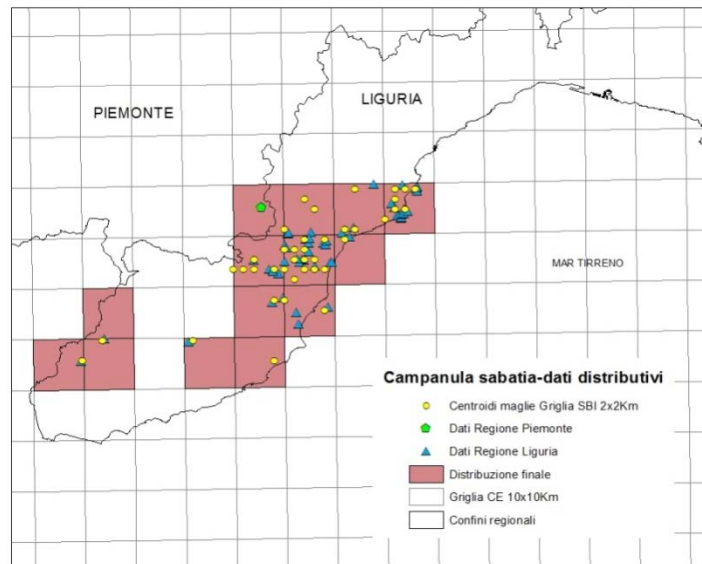 PIEMONTE
LIGURIA
MAR TIRRENO
Campanula sabatia-dati distributivi
Centroidi maglie Griglia SBI 2x2Km
Dati Regione Piemonte
Dati Regione Liguria
Distribuzione finale
Griglia CE 10x10Km
Confini regionali